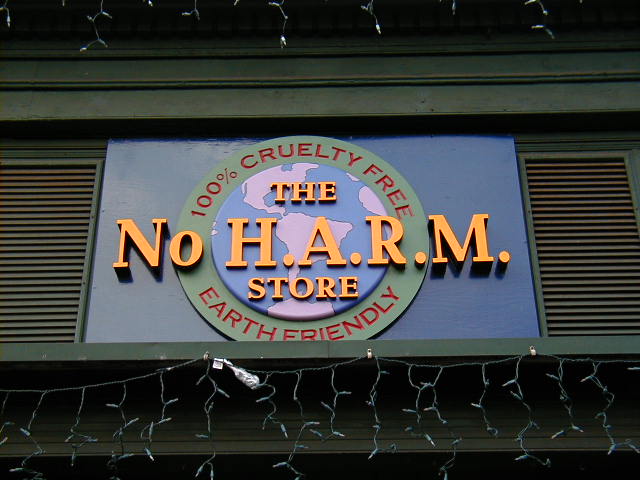 100% CRUELTY FREE
THE
No H.A.R.M.
STORE
EARTH FRIENDLY